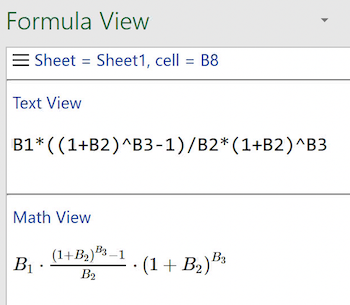 Formula View
Sheet = Sheet1, cell = B8
Text View
B1*((1+B2)^B3-1)/B2*(1+B2)^B3
Math View
B₁ · ((1+B₂)^B₃−1)/B₂ · (1 + B₂)^B₃